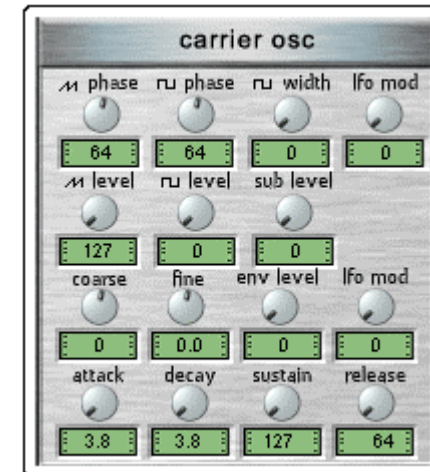 carrier osc
phase phase width lfo mod
64 64 0 0
level level sub level
127 0 0
coarse fine env level lfo mod
0 0.0 0 0
attack decay sustain release
3.8 3.8 127 64